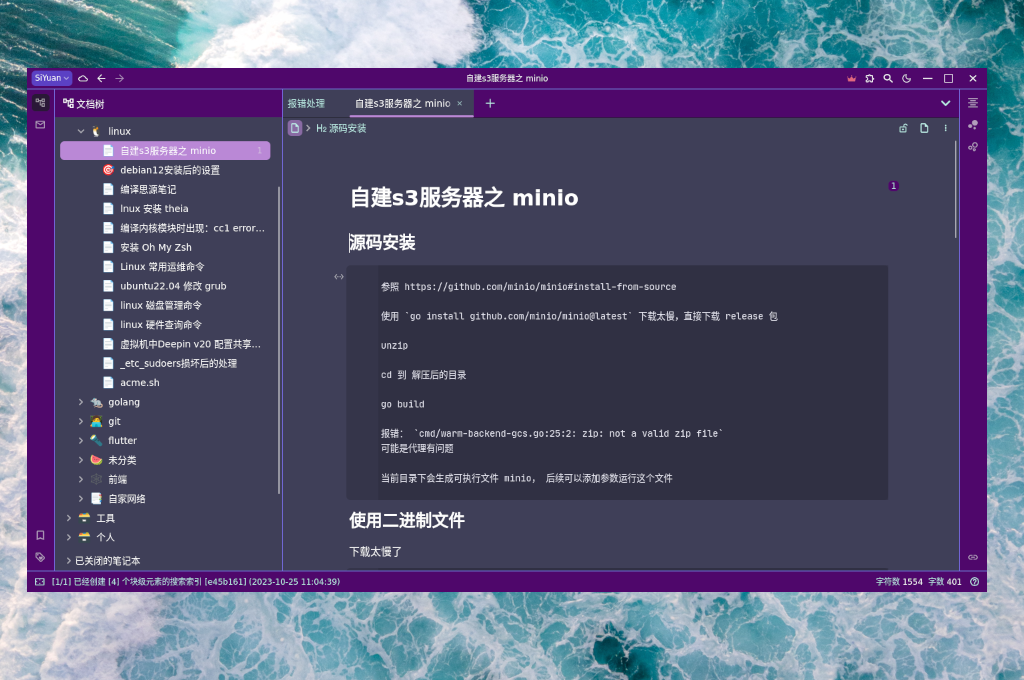 SiYuan
自建s3服务器之 minio
文档树
报错处理
自建s3服务器之 minio
H2 源码安装
linux
自建s3服务器之 minio 1
debian12安装后的设置
编译思源笔记
lnux 安装 theia
编译内核模块时出现：cc1 error...
安装 Oh My Zsh
Linux 常用运维命令
ubuntu22.04 修改 grub
linux 磁盘管理命令
linux 硬件查询命令
虚拟机中Deepin v20 配置共享...
_etc_sudoers损坏后的处理
acme.sh
golang
git
flutter
未分类
前端
自家网络
工具
个人
已关闭的笔记本
自建s3服务器之 minio
1
源码安装
参照 https://github.com/minio/minio#install-from-source
使用 `go install github.com/minio/minio@latest` 下载太慢，直接下载 release 包
unzip
cd 到 解压后的目录
go build
报错： `cmd/warm-backend-gcs.go:25:2: zip: not a valid zip file`
可能是代理有问题
当前目录下会生成可执行文件 minio， 后续可以添加参数运行这个文件
使用二进制文件
下载太慢了
[1/1] 已经创建 [4] 个块级元素的搜索索引 [e45b161] (2023-10-25 11:04:39)
字符数 1554 字数 401